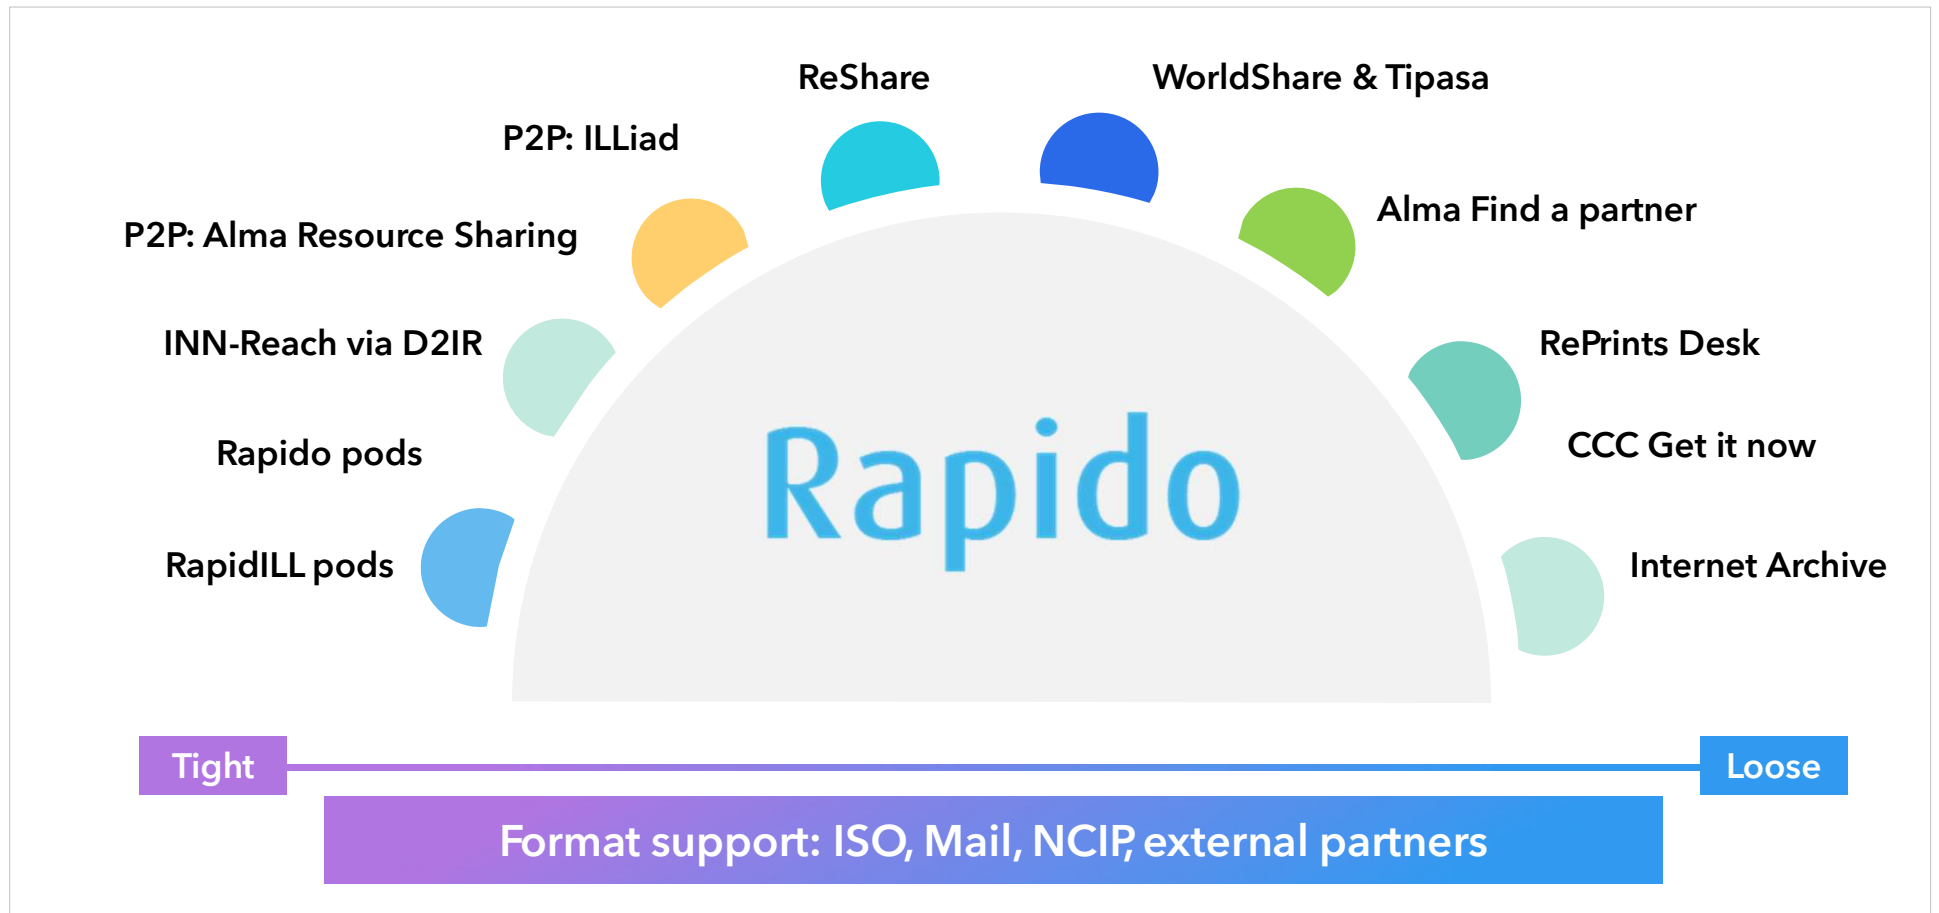 ReShare
WorldShare & Tipasa
P2P: ILLiad
Alma Find a partner
P2P: Alma Resource Sharing
INN-Reach via D2IR
RePrints Desk
Rapido pods
CCC Get it now
Rapido
RapidILL pods
Internet Archive
Tight
Loose
Format support: ISO, Mail, NCIP, external partners